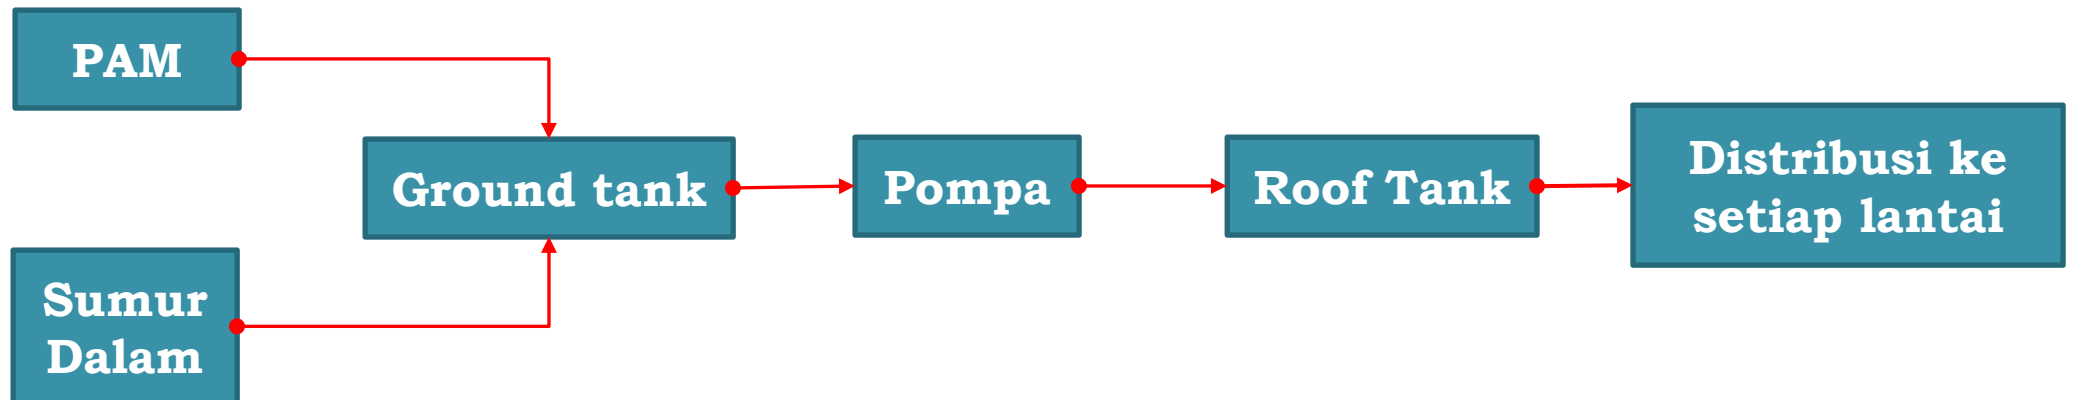 PAM
Ground tank
Pompa
Roof Tank
Distribusi ke
setiap lantai
Sumur
Dalam